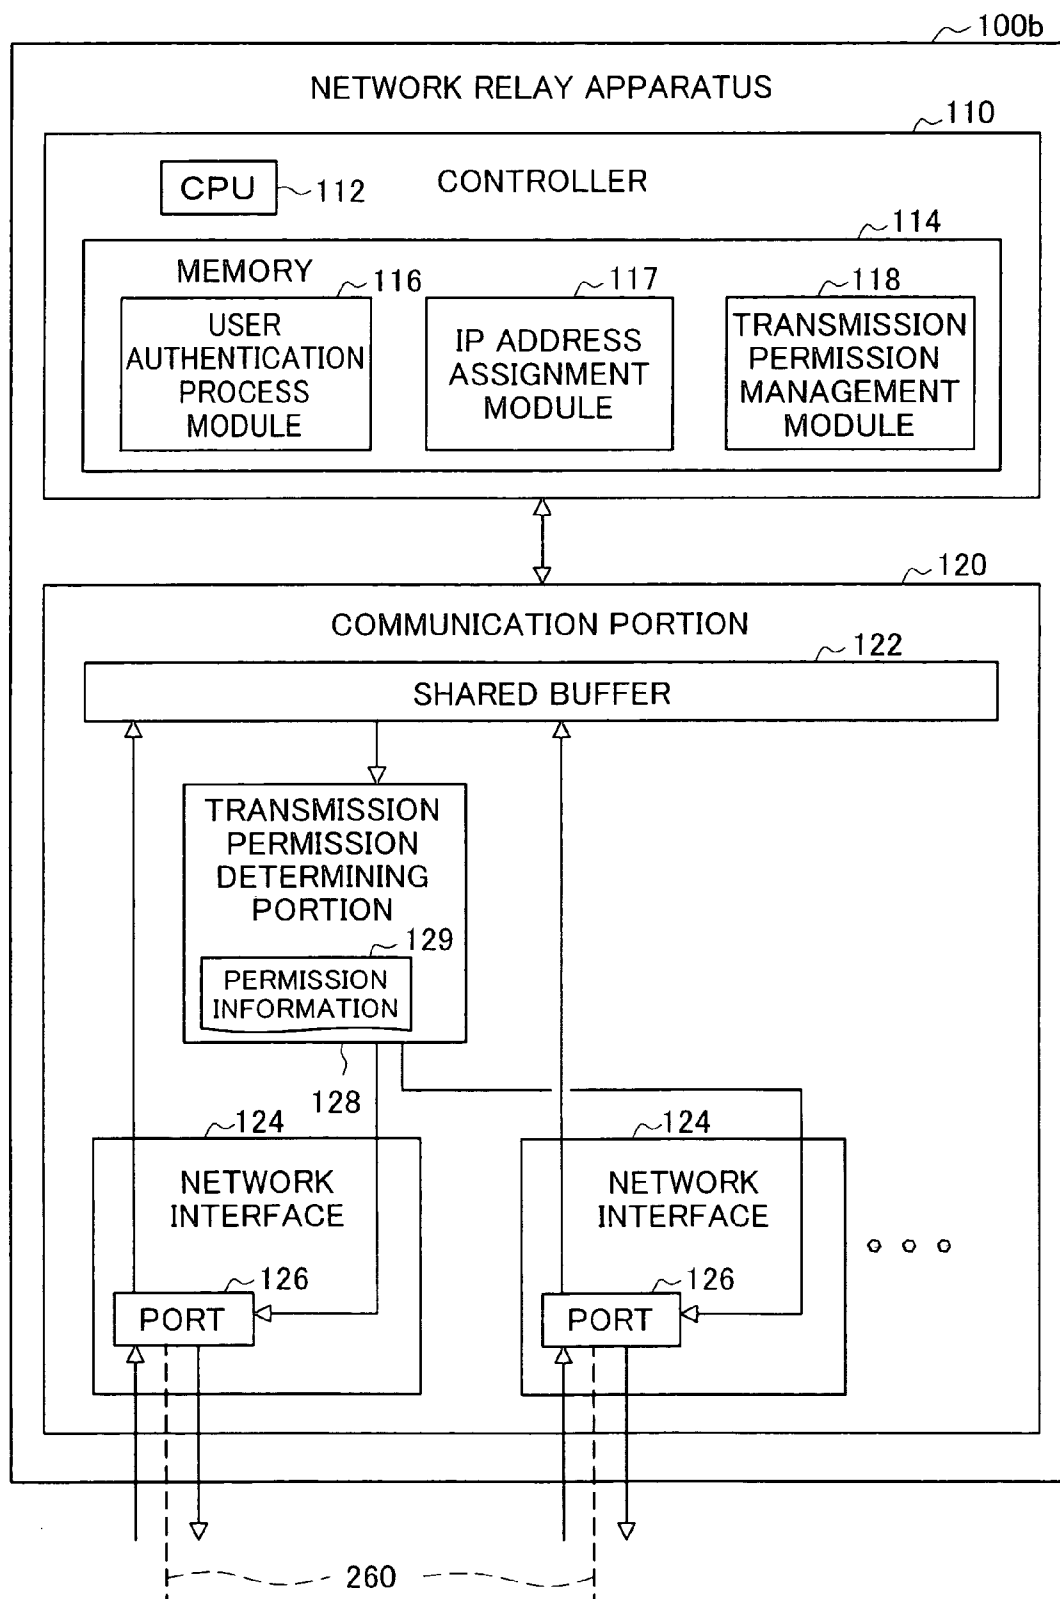 100b
NETWORK RELAY APPARATUS
110
CPU
112
CONTROLLER
114
MEMORY
116
117
118
USER
AUTHENTICATION
PROCESS
MODULE
IP ADDRESS
ASSIGNMENT
MODULE
TRANSMISSION
PERMISSION
MANAGEMENT
MODULE
120
COMMUNICATION PORTION
122
SHARED BUFFER
TRANSMISSION
PERMISSION
DETERMINING
PORTION
129
PERMISSION
INFORMATION
128
124
124
NETWORK
INTERFACE
NETWORK
INTERFACE
126
126
PORT
PORT
260